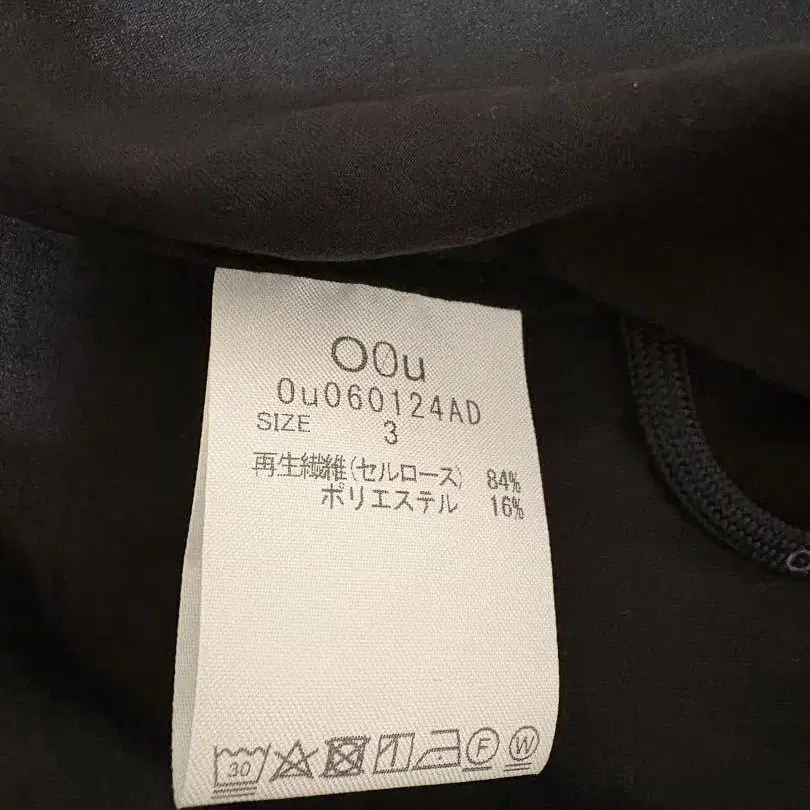 O0u
0u060124AD
SIZE 3
再生繊維(セルロース) 84%
ポリエステル 16%
30 F W